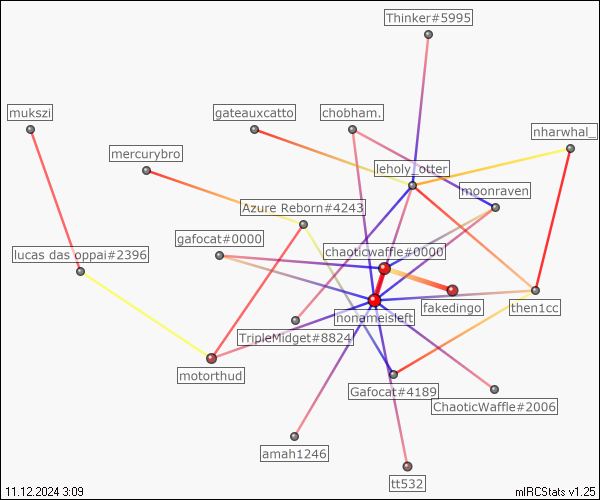 Thinker#5995
mukszi
gateauxcatto
chobham.
nharwhal_
mercurybro
leholy_otter
moonraven
Azure Reborn#4243
gafocat#0000
lucas das oppai#2396
chaoticwaffle#0000
nonameisleft
fakedingo
then1cc
TripleMidget#8824
motorthud
Gafocat#4189
ChaoticWaffle#2006
amah1246
tt532
11.12.2024 3:09
mIRCStats v1.25